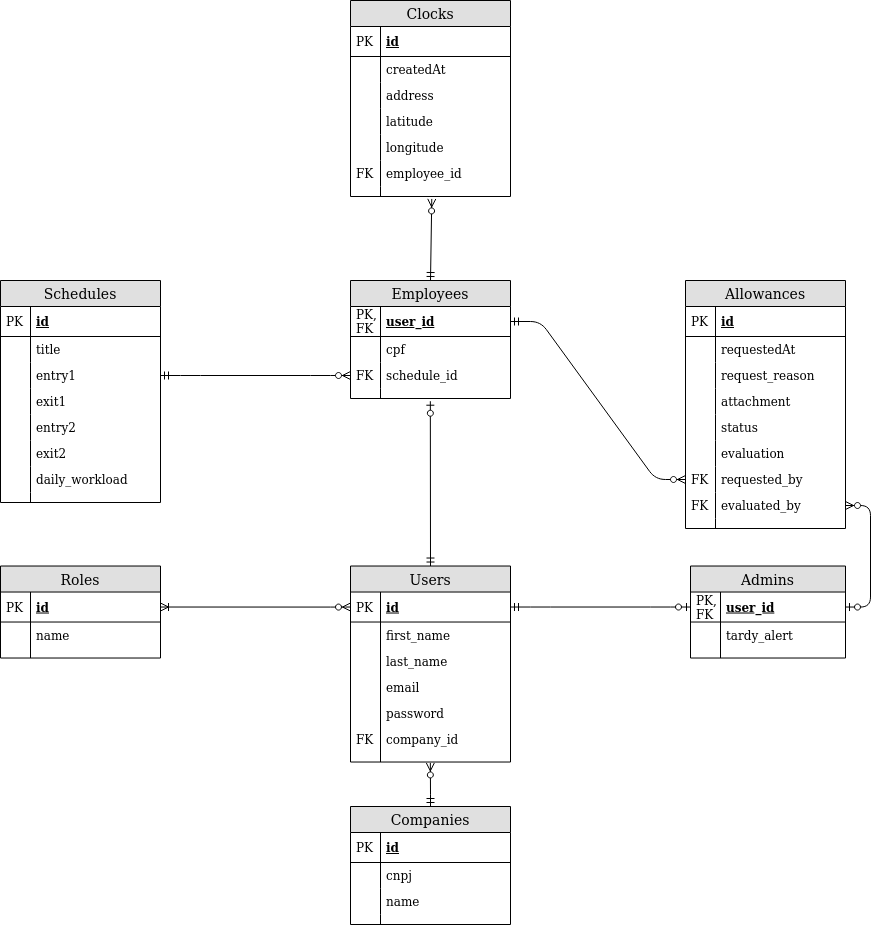 Clocks
PK id
createdAt
address
latitude
longitude
FK employee_id
Schedules
PK id
title
entry1
exit1
entry2
exit2
daily_workload
Employees
PK,
FK user_id
cpf
FK schedule_id
Allowances
PK id
requestedAt
request_reason
attachment
status
evaluation
FK requested_by
FK evaluated_by
Roles
PK id
name
Users
PK id
first_name
last_name
email
password
FK company_id
Admins
PK,
FK user_id
tardy_alert
Companies
PK id
cnpj
name